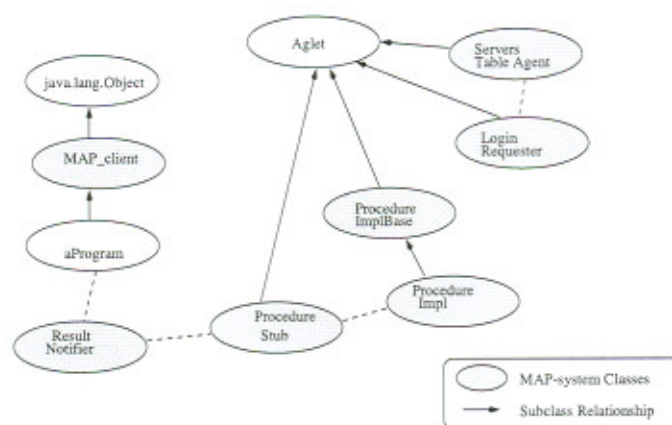 Aglet
Servers
Table Agent
java.lang.Object
Login
Requester
MAP_client
Procedure
ImplBase
aProgram
Procedure
Impl
Procedure
Stub
Result
Notifier
MAP-system Classes
Subclass Relationship